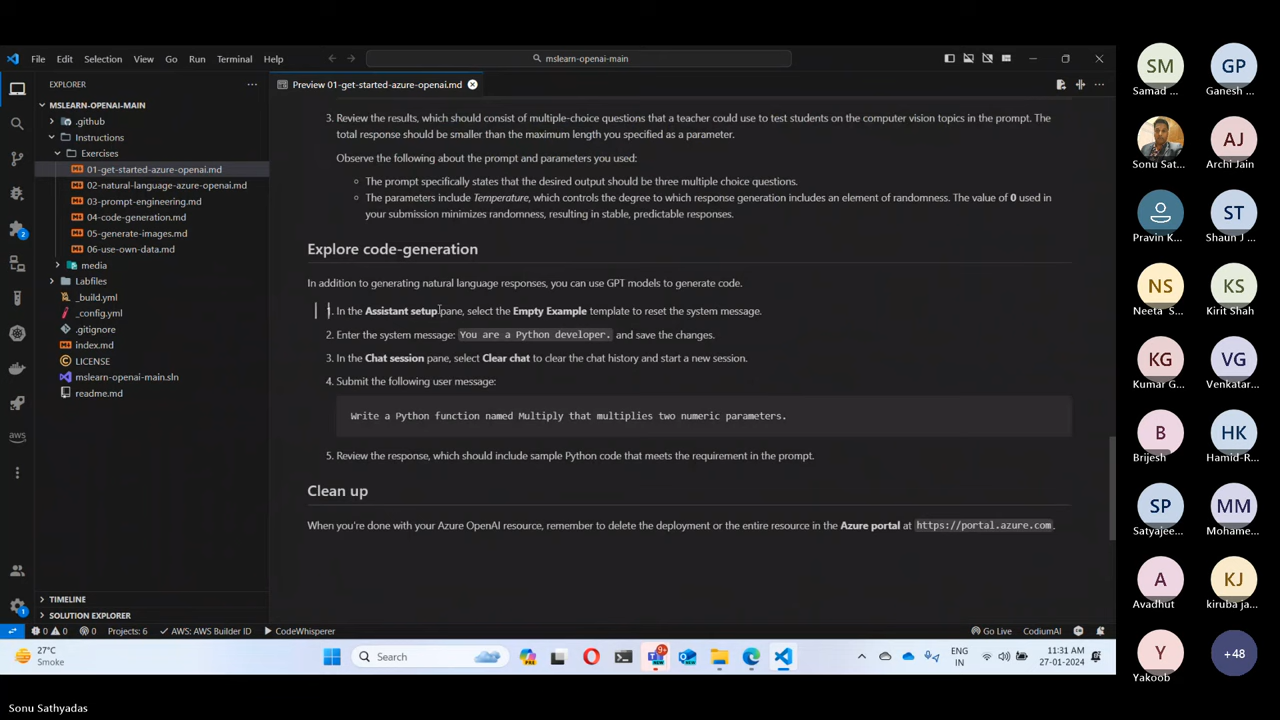 File Edit Selection View Go Run Terminal Help
mslearn-openai-main
EXPLORER
MSLEARN-OPENAI-MAIN
.github
Instructions
Exercises
01-get-started-azure-openai.md
02-natural-language-azure-openai.md
03-prompt-engineering.md
04-code-generation.md
05-generate-images.md
06-use-own-data.md
media
Labfiles
_build.yml
_config.yml
.gitignore
index.md
LICENSE
mslearn-openai-main.sln
readme.md
TIMELINE
SOLUTION EXPLORER
2
aws
1
Preview 01-get-started-azure-openai.md
3. Review the results, which should consist of multiple-choice questions that a teacher could use to test students on the computer vision topics in the prompt. The
total response should be smaller than the maximum length you specified as a parameter.
Observe the following about the prompt and parameters you used:
The prompt specifically states that the desired output should be three multiple choice questions.
The parameters include Temperature, which controls the degree to which response generation includes an element of randomness. The value of 0 used in
your submission minimizes randomness, resulting in stable, predictable responses.
Explore code-generation
In addition to generating natural language responses, you can use GPT models to generate code.
1. In the Assistant setup pane, select the Empty Example template to reset the system message.
2. Enter the system message: You are a Python developer. and save the changes.
3. In the Chat session pane, select Clear chat to clear the chat history and start a new session.
4. Submit the following user message:
Write a Python function named Multiply that multiplies two numeric parameters.
5. Review the response, which should include sample Python code that meets the requirement in the prompt.
Clean up
When you're done with your Azure OpenAI resource, remember to delete the deployment or the entire resource in the Azure portal at https://portal.azure.com.
0 0 0 Projects: 6 AWS: AWS Builder ID CodeWhisperer Go Live CodiumAI
27°C
Smoke
Search
NEW
9+
NEW
ENG
IN
11:31 AM
27-01-2024
SM GP
Samad ... Ganesh ...
AJ
Sonu Sat... Archi Jain
ST
Pravin K... Shaun J ...
NS KS
Neeta S... Kirit Shah
KG VG
Kumar G... Venkatar...
B HK
Brijesh Hamid-R...
SP MM
Satyajee... Mohame...
A KJ
Avadhut kiruba ja...
Y +48
Yakoob
Sonu Sathyadas